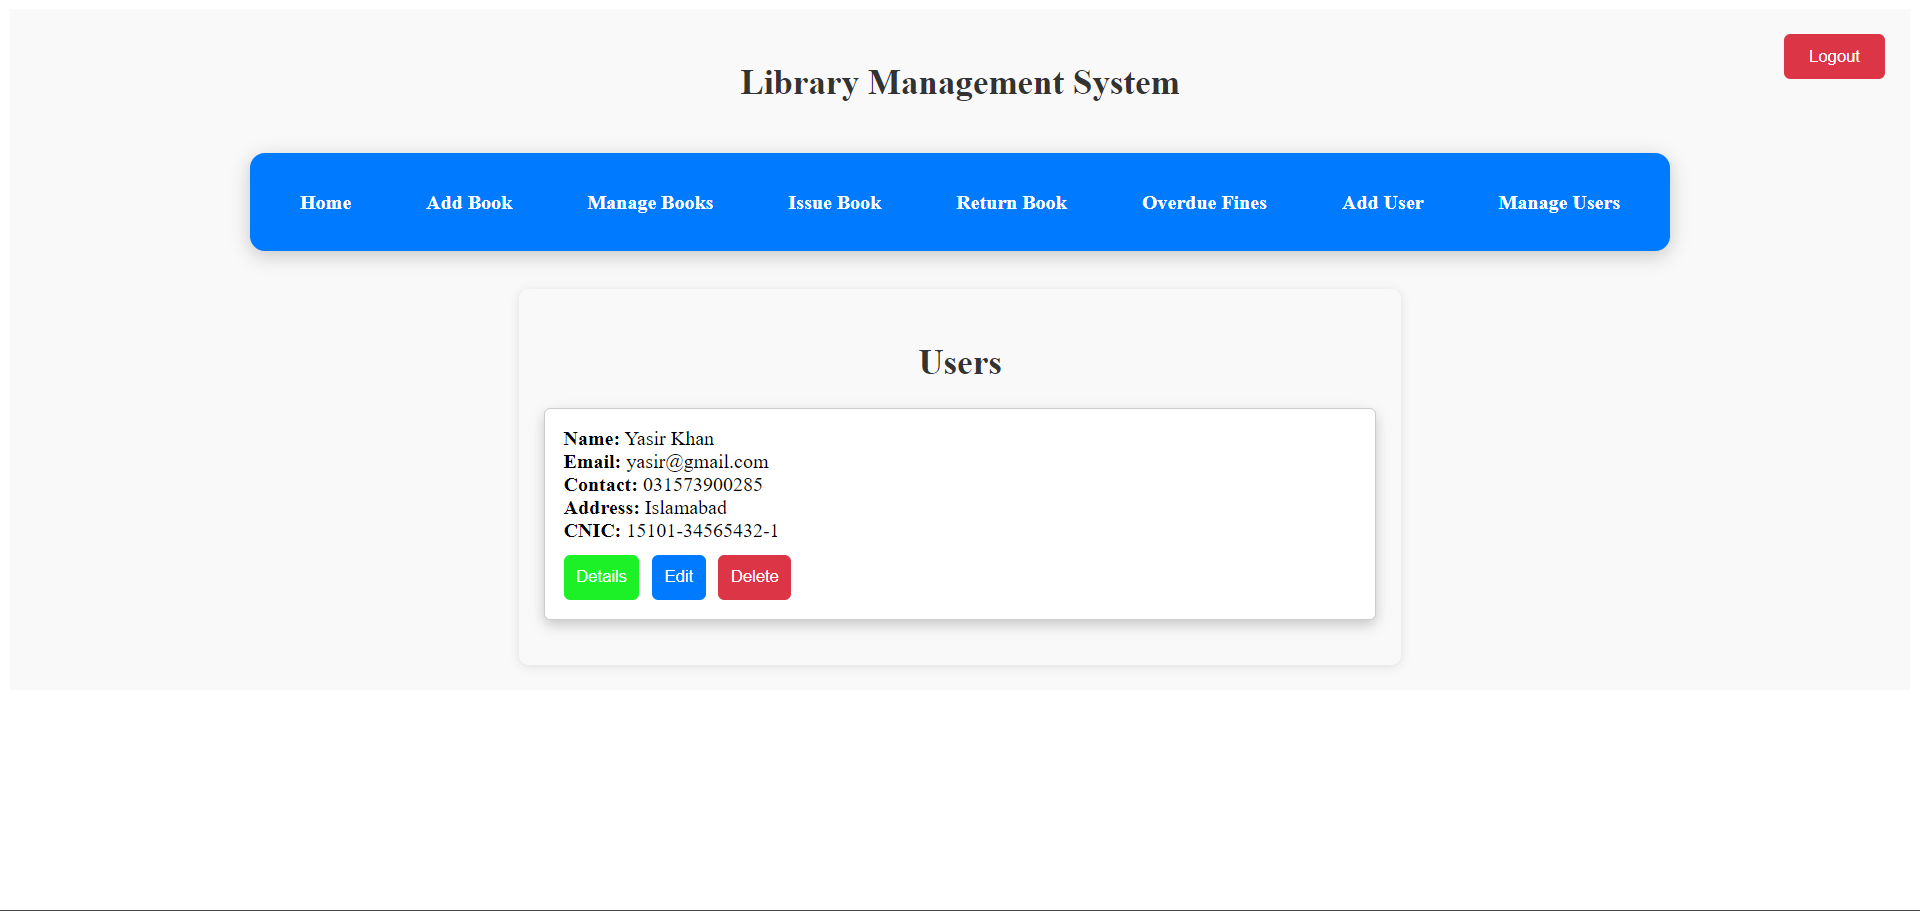 Logout
Library Management System
Home Add Book Manage Books Issue Book Return Book Overdue Fines Add User Manage Users
Users
Name: Yasir Khan
Email: yasir@gmail.com
Contact: 031573900285
Address: Islamabad
CNIC: 15101-34565432-1
Details Edit Delete